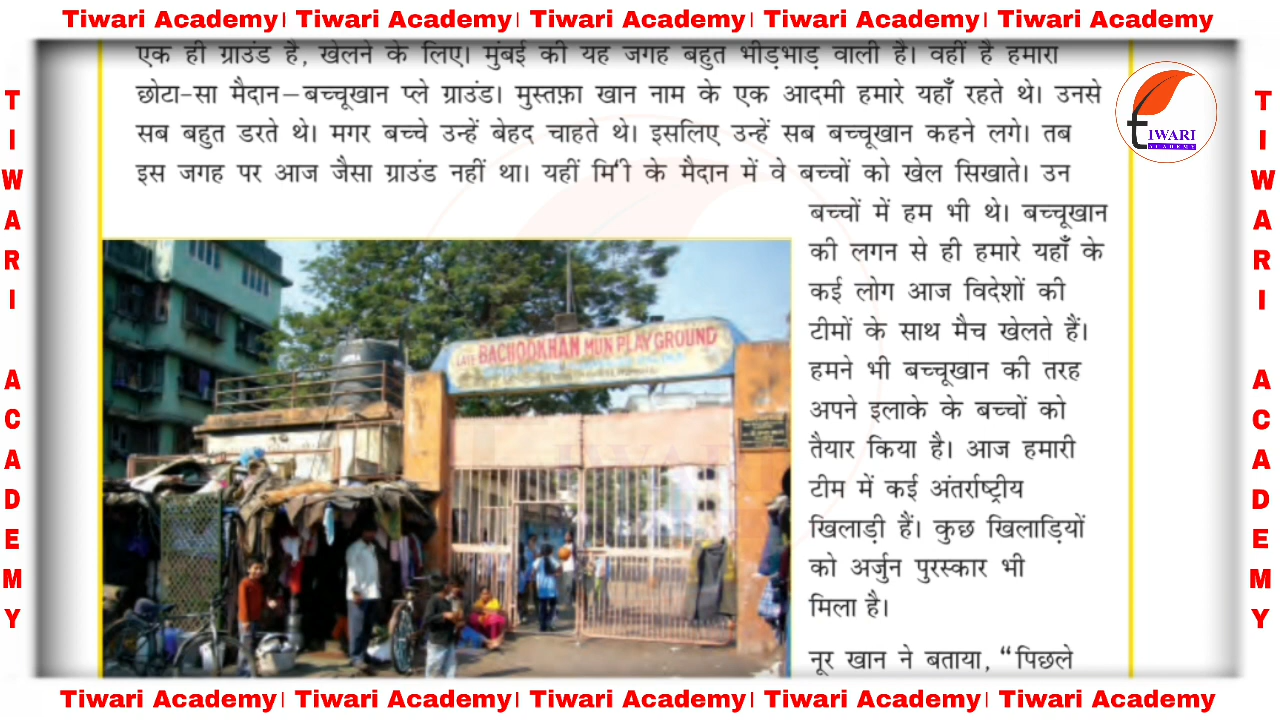 Tiwari Academy। Tiwari Academy। Tiwari Academy। Tiwari Academy। Tiwari Academy
TIWARI ACADEMY
एक ही ग्राउंड है, खेलने के लिए। मुंबई की यह जगह बहुत भीड़भाड़ वाली है। वहीं है हमारा
छोटा-सा मैदान—बच्चूखान प्ले ग्राउंड। मुस्तफ़ा खान नाम के एक आदमी हमारे यहाँ रहते थे। उनसे
सब बहुत डरते थे। मगर बच्चे उन्हें बेहद चाहते थे। इसलिए उन्हें सब बच्चूखान कहने लगे। तब
इस जगह पर आज जैसा ग्राउंड नहीं था। यहीं मि'ी के मैदान में वे बच्चों को खेल सिखाते। उन
बच्चों में हम भी थे। बच्चूखान
की लगन से ही हमारे यहाँ के
कई लोग आज विदेशों की
टीमों के साथ मैच खेलते हैं।
हमने भी बच्चूखान की तरह
अपने इलाके के बच्चों को
तैयार किया है। आज हमारी
टीम में कई अंतर्राष्ट्रीय
खिलाड़ी हैं। कुछ खिलाड़ियों
को अर्जुन पुरस्कार भी
मिला है।
नूर खान ने बताया, “पिछले
LATE BACHOOKHAN MUN PLAY GROUND
TIWARI
ACADEMY
TIWARI ACADEMY
Tiwari Academy। Tiwari Academy। Tiwari Academy। Tiwari Academy। Tiwari Academy